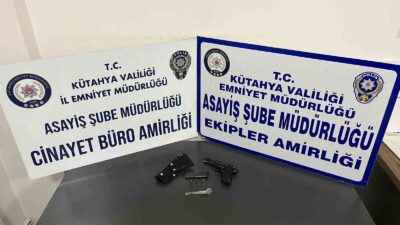 T.C.
KÜTAHYA VALİLİĞİ
İL EMNİYET MÜDÜRLÜĞÜ
ASAYİŞ ŞUBE MÜDÜRLÜĞÜ
CİNAYET BÜRO AMİRLİĞİ
T.C.
KÜTAHYA VALİLİĞİ
EMNİYET MÜDÜRLÜĞÜ
ASAYİŞ ŞUBE MÜDÜRLÜĞÜ
EKİPLER AMİRLİĞİ